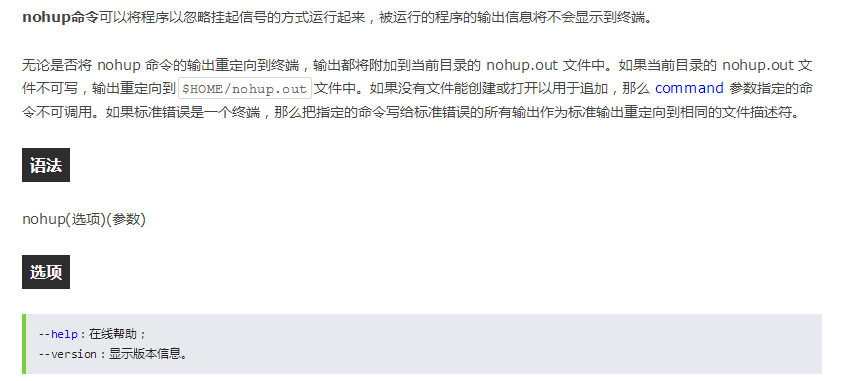 nohup命令可以将程序以忽略挂起信号的方式运行起来，被运行的程序的输出信息将不会显示到终端。
无论是否将 nohup 命令的输出重定向到终端，输出都将附加到当前目录的 nohup.out 文件中。如果当前目录的 nohup.out 文
件不可写，输出重定向到$HOME/nohup.out文件中。如果没有文件能创建或打开以用于追加，那么 command 参数指定的命
令不可调用。如果标准错误是一个终端，那么把指定的命令写给标准错误的所有输出作为标准输出重定向到相同的文件描述符。
语法
nohup(选项)(参数)
选项
--help：在线帮助；
--version：显示版本信息。